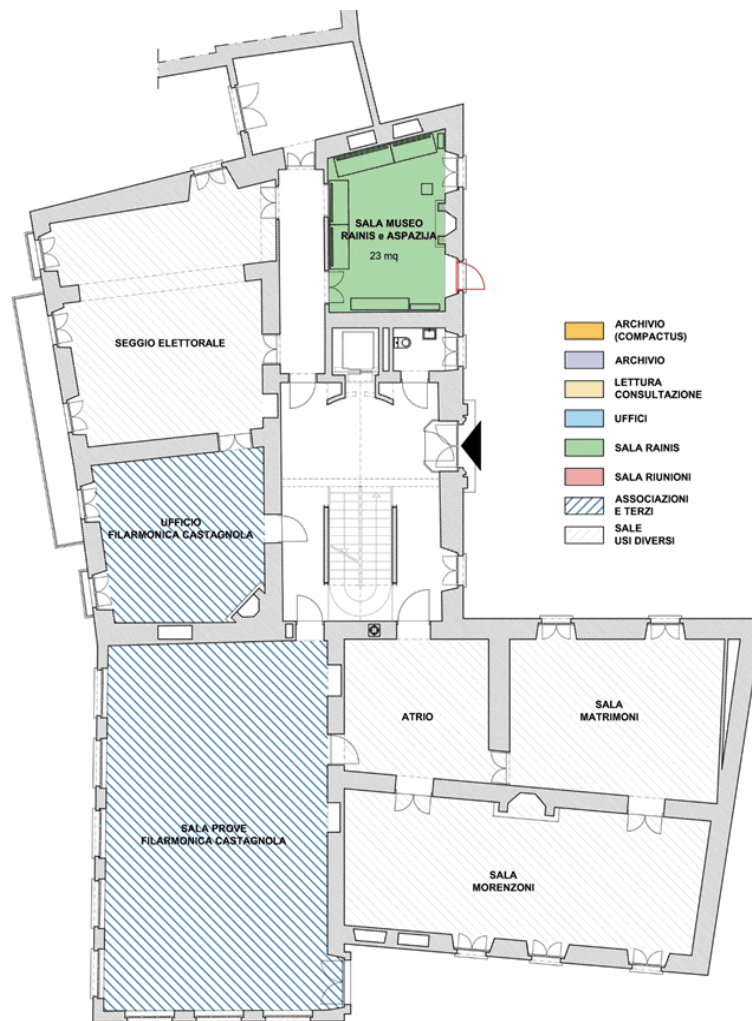 SALA MUSEO
RAINIS e ASPAZIJA
23 mq
SEGGIO ELETTORALE
UFFICIO
FILARMONICA CASTAGNOLA
ATRIO
SALA
MATRIMONI
SALA PROVE
FILARMONICA CASTAGNOLA
SALA
MORENZONI
ARCHIVIO
(COMPACTUS)
ARCHIVIO
LETTURA
CONSULTAZIONE
UFFICI
SALA RAINIS
SALA RIUNIONI
ASSOCIAZIONI
E TERZI
SALE
USI DIVERSI